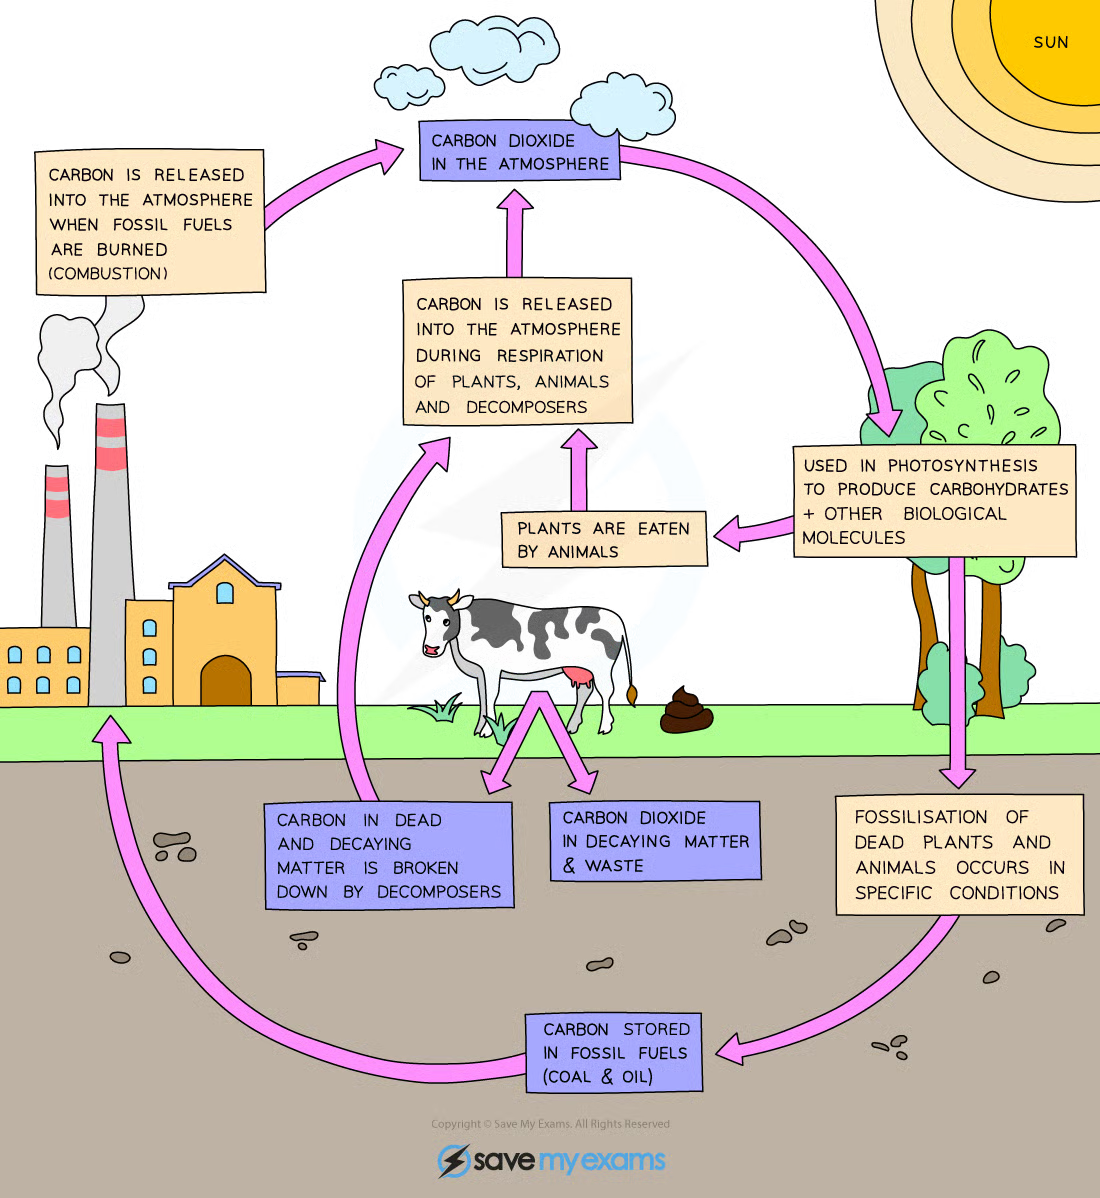 SUN
CARBON DIOXIDE
IN THE ATMOSPHERE
CARBON IS RELEASED
INTO THE ATMOSPHERE
WHEN FOSSIL FUELS
ARE BURNED
(COMBUSTION)
CARBON IS RELEASED
INTO THE ATMOSPHERE
DURING RESPIRATION
OF PLANTS, ANIMALS
AND DECOMPOSERS
USED IN PHOTOSYNTHESIS
TO PRODUCE CARBOHYDRATES
+ OTHER BIOLOGICAL
MOLECULES
PLANTS ARE EATEN
BY ANIMALS
CARBON IN DEAD
AND DECAYING
MATTER IS BROKEN
DOWN BY DECOMPOSERS
CARBON DIOXIDE
IN DECAYING MATTER
& WASTE
FOSSILISATION OF
DEAD PLANTS AND
ANIMALS OCCURS IN
SPECIFIC CONDITIONS
CARBON STORED
IN FOSSIL FUELS
(COAL & OIL)
Copyright © Save My Exams. All Rights Reserved
save my exams